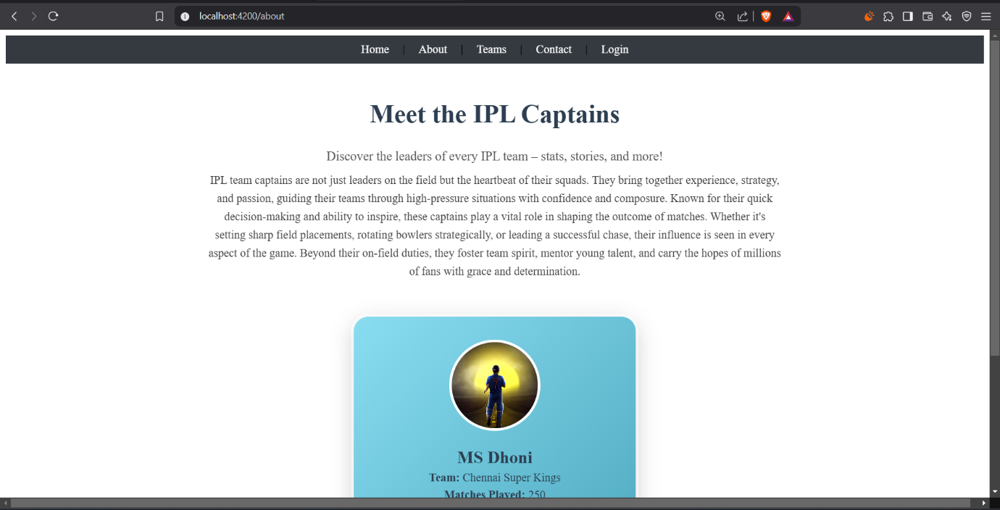 localhost:4200/about
Home | About | Teams | Contact | Login
Meet the IPL Captains
Discover the leaders of every IPL team – stats, stories, and more!
IPL team captains are not just leaders on the field but the heartbeat of their squads. They bring together experience, strategy,
and passion, guiding their teams through high-pressure situations with confidence and composure. Known for their quick
decision-making and ability to inspire, these captains play a vital role in shaping the outcome of matches. Whether it's
setting sharp field placements, rotating bowlers strategically, or leading a successful chase, their influence is seen in every
aspect of the game. Beyond their on-field duties, they foster team spirit, mentor young talent, and carry the hopes of millions
of fans with grace and determination.
MS Dhoni
Team: Chennai Super Kings
Matches Played: 250